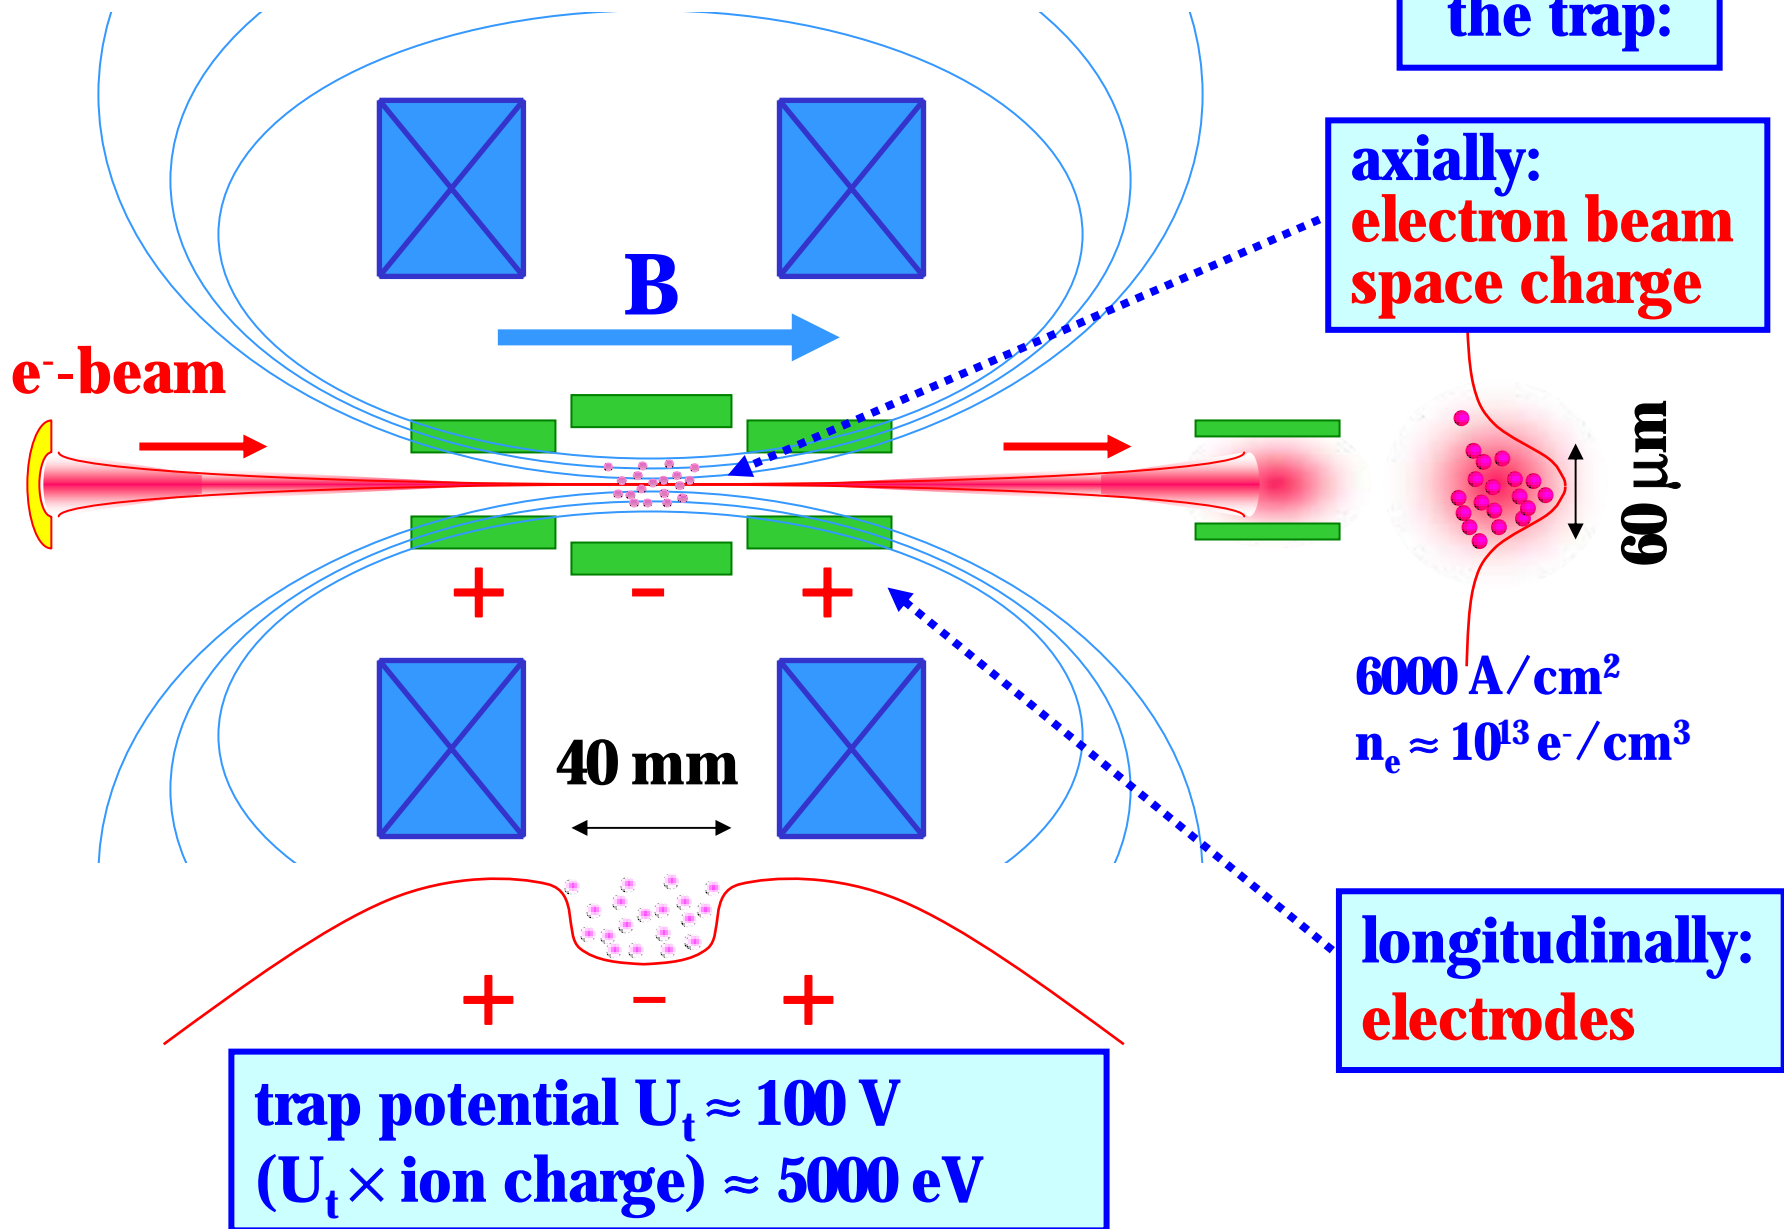 the trap:
axially:
electron beam
space charge
B
e⁻-beam
60 μm
+ - +
6000 A/cm²
nₑ ≈ 10¹³ e⁻/cm³
40 mm
longitudinally:
electrodes
+ - +
trap potential Uₜ ≈ 100 V
(Uₜ × ion charge) ≈ 5000 eV